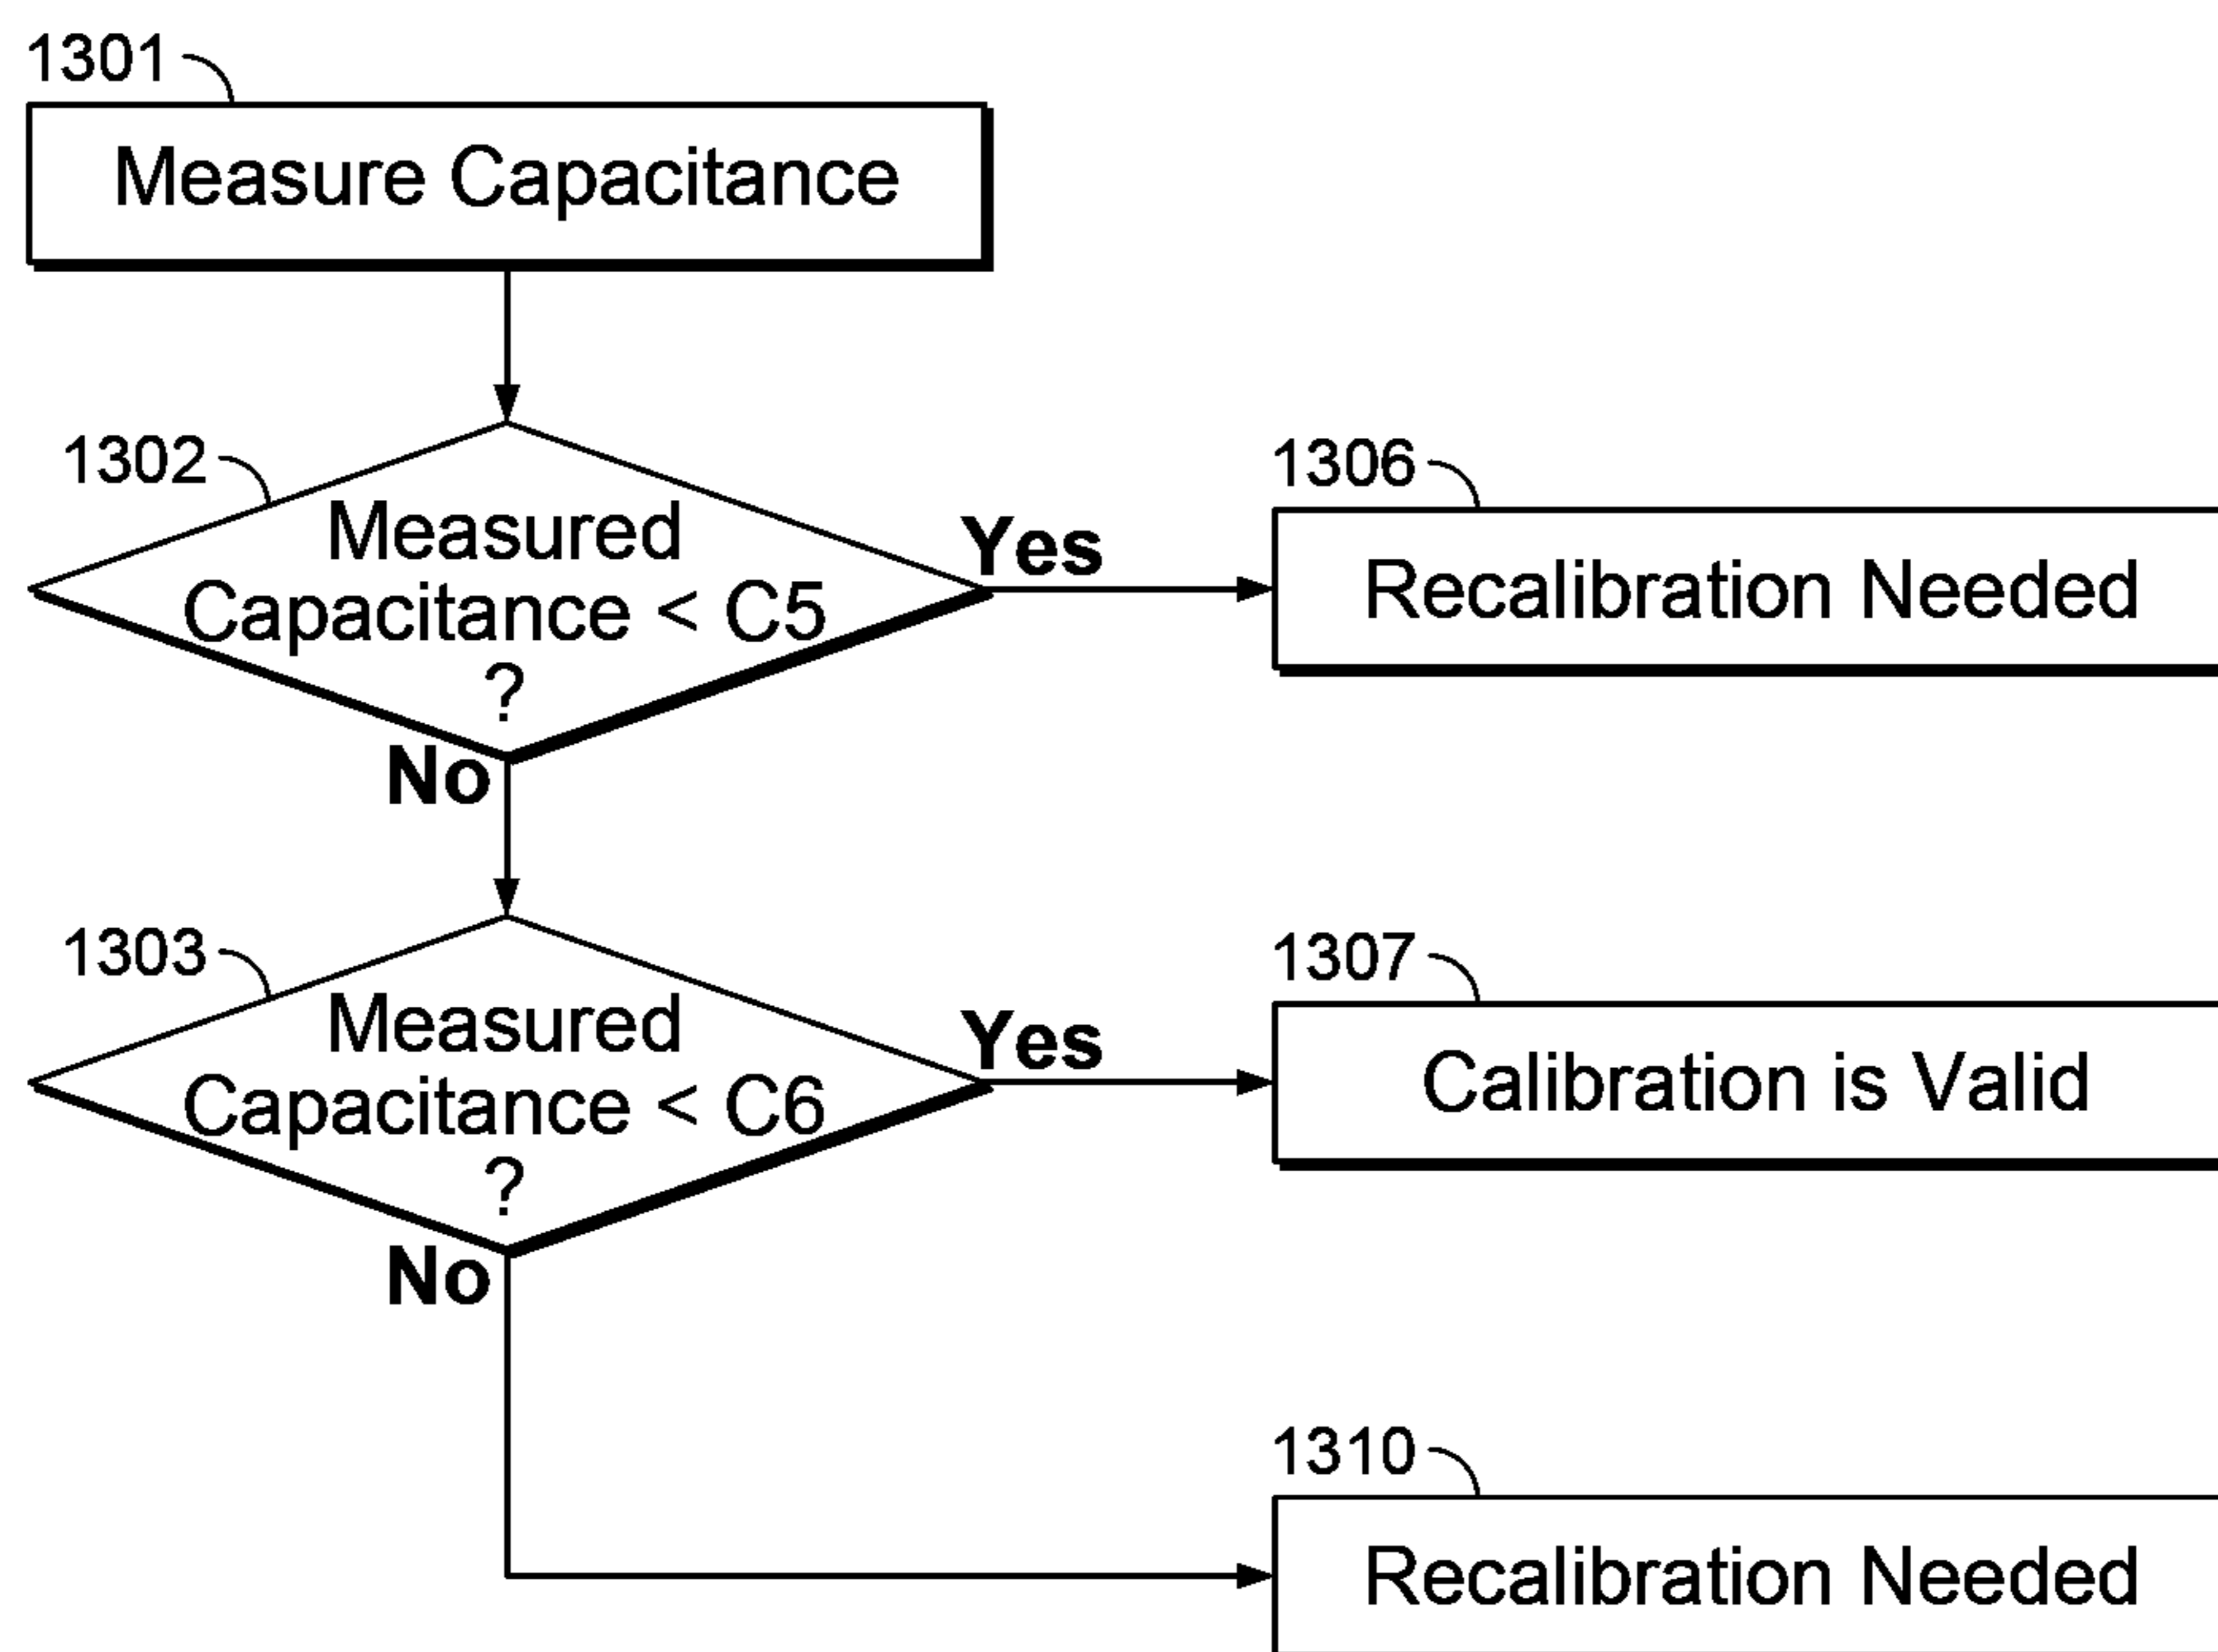 1301
Measure Capacitance
1302
Measured
Capacitance < C5
?
Yes
No
1306
Recalibration Needed
1303
Measured
Capacitance < C6
?
Yes
No
1307
Calibration is Valid
1310
Recalibration Needed